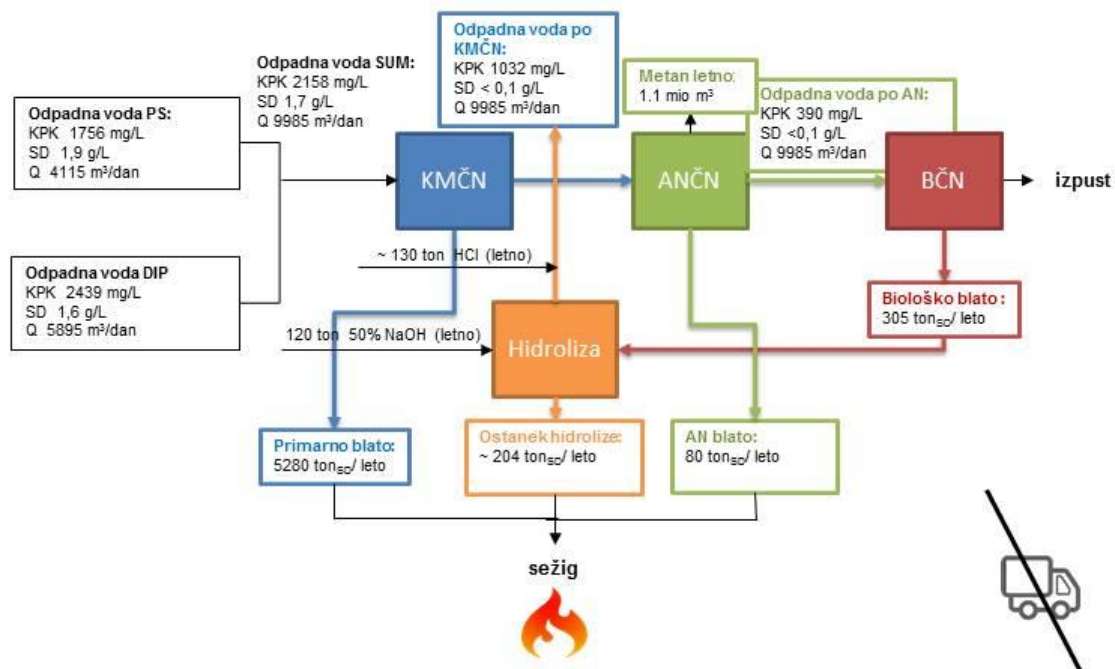 Odpadna voda PS:
KPK 1756 mg/L
SD 1,9 g/L
Q 4115 m³/dan
Odpadna voda DIP
KPK 2439 mg/L
SD 1,6 g/L
Q 5895 m³/dan
Odpadna voda SUM:
KPK 2158 mg/L
SD 1,7 g/L
Q 9985 m³/dan
Odpadna voda po
KMČN:
KPK 1032 mg/L
SD < 0,1 g/L
Q 9985 m³/dan
Metan letno:
1.1 mio m³
Odpadna voda po AN:
KPK 390 mg/L
SD <0,1 g/L
Q 9985 m³/dan
KMČN
ANČN
BČN
izpust
~ 130 ton HCl (letno)
120 ton 50% NaOH (letno)
Hidroliza
Biološko blato :
305 ton_SD/ leto
Primarno blato:
5280 ton_SD/ leto
Ostanek hidrolize:
~ 204 ton_SD/ leto
AN blato:
80 ton_SD/ leto
sežig